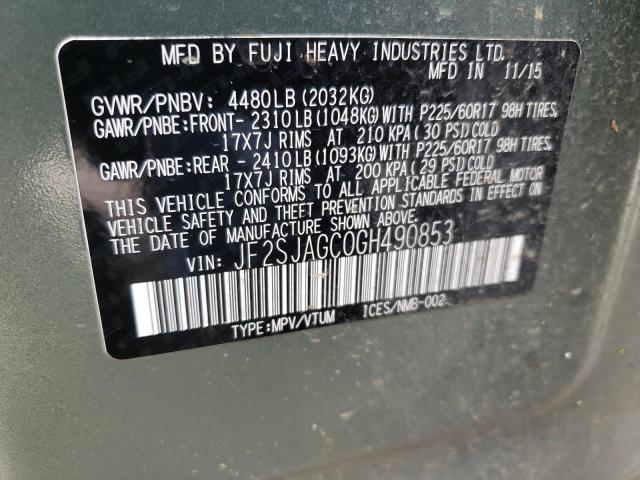 MFD BY FUJI HEAVY INDUSTRIES LTD.
MFD IN 11/15
GVWR/PNBV: 4480LB (2032KG)
GAWR/PNBE:FRONT- 2310LB (1048KG)WITH P225/60R17 98H TIRES,
17X7J RIMS AT 210 KPA ( 30 PSI)COLD
GAWR/PNBE:REAR - 2410LB (1093KG)WITH P225/60R17 98H TIRES,
17X7J RIMS AT 200 KPA ( 29 PSI)COLD
THIS VEHICLE CONFORMS TO ALL APPLICABLE FEDERAL MOTOR
VEHICLE SAFETY AND THEFT PREVENTION STANDARDS IN EFFECT ON
THE DATE OF MANUFACTURE SHOWN ABOVE.
VIN: JF2SJAGC0GH490853
TYPE:MPV/VTUM ICES/NMB-002